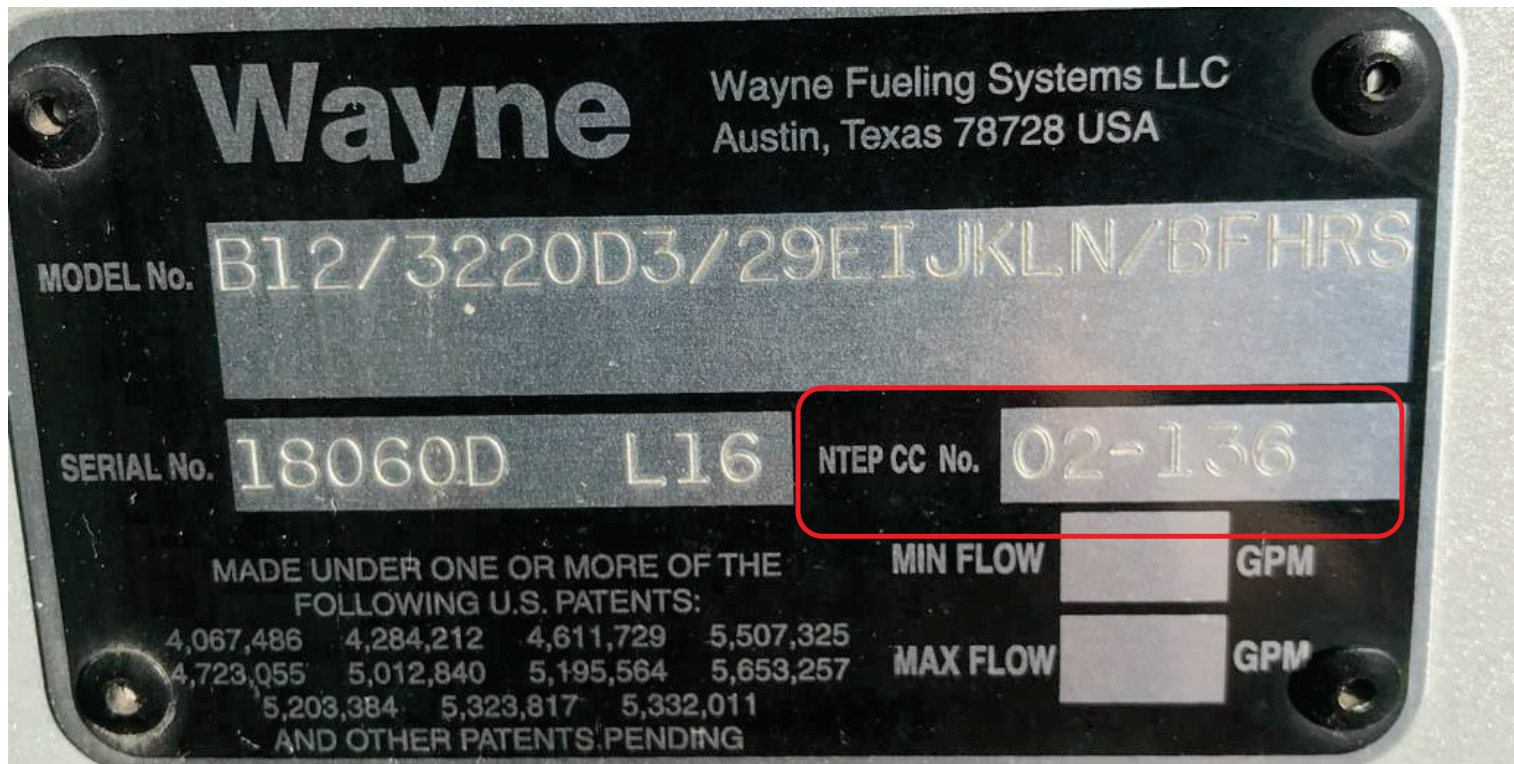 Wayne
Wayne Fueling Systems LLC
Austin, Texas 78728 USA
MODEL No. B12/3220D3/29EIJKLN/BFHRS
SERIAL No. 18060D L16 NTEP CC No. 02-136
MADE UNDER ONE OR MORE OF THE
FOLLOWING U.S. PATENTS:
4,067,486 4,284,212 4,611,729 5,507,325
4,723,055 5,012,840 5,195,564 5,653,257
5,203,384 5,323,817 5,332,011
AND OTHER PATENTS PENDING
MIN FLOW GPM
MAX FLOW GPM